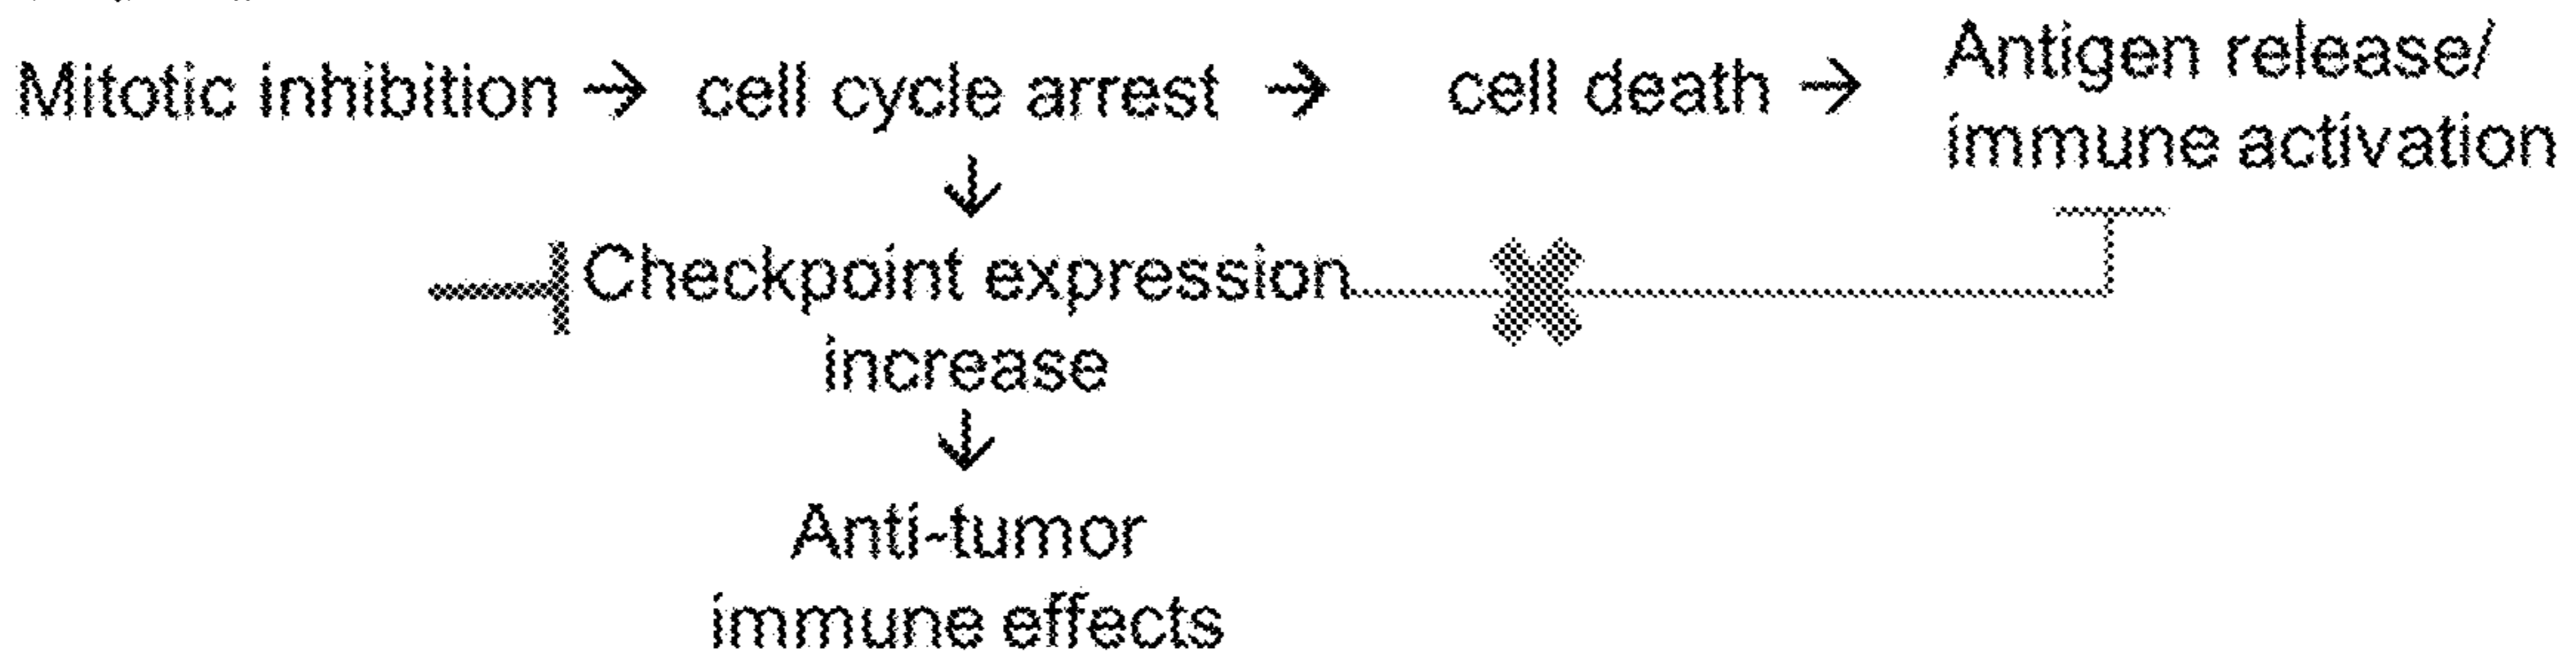 Mitotic inhibition → cell cycle arrest → cell death → Antigen release/
immune activation
Checkpoint expression
increase
Anti-tumor
immune effects